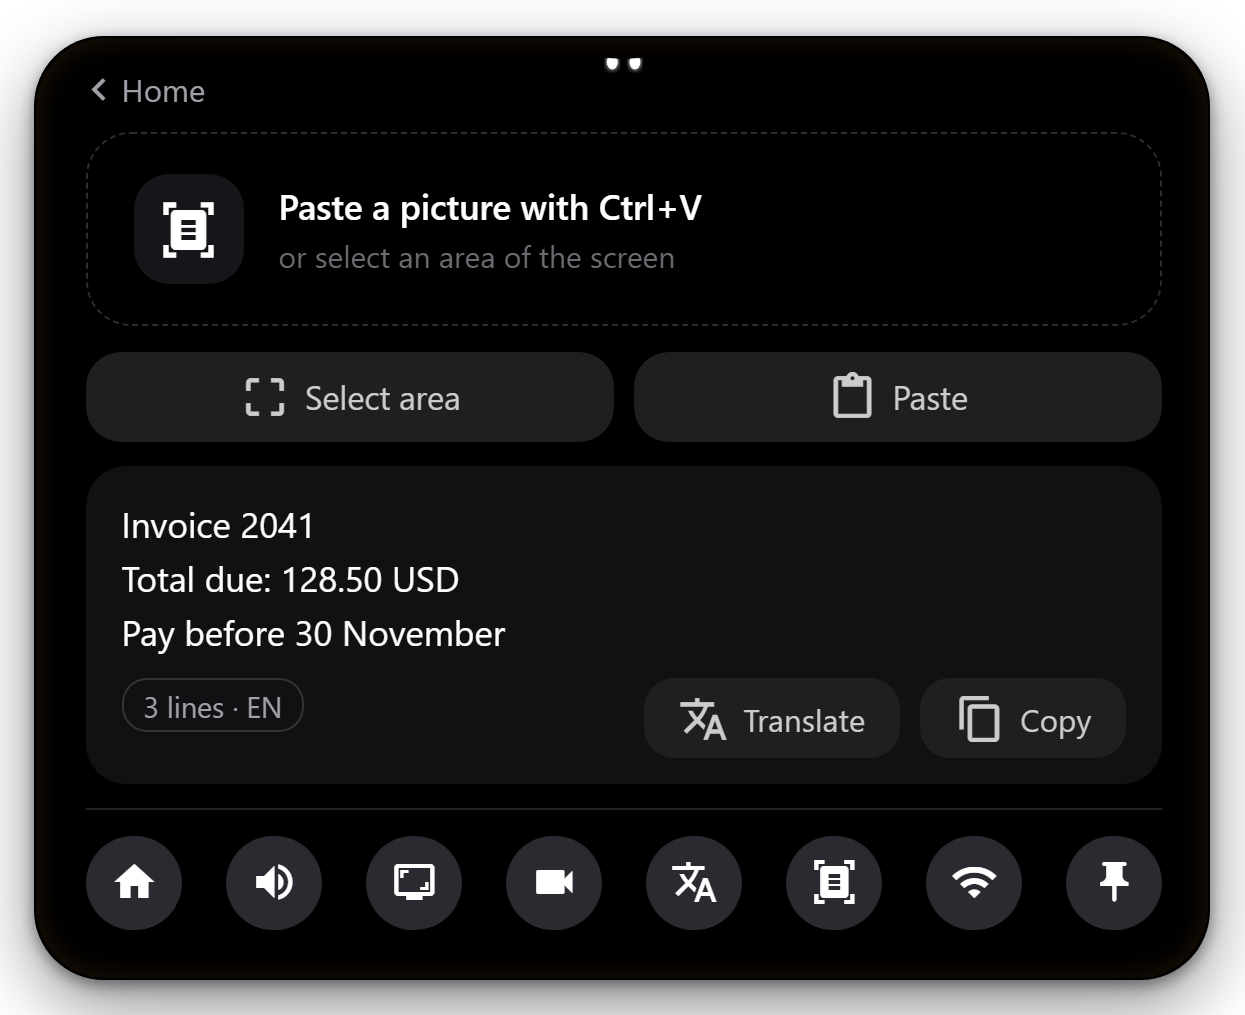 Home
Paste a picture with Ctrl+V
or select an area of the screen
Select area
Paste
Invoice 2041
Total due: 128.50 USD
Pay before 30 November
3 lines · EN
Translate
Copy